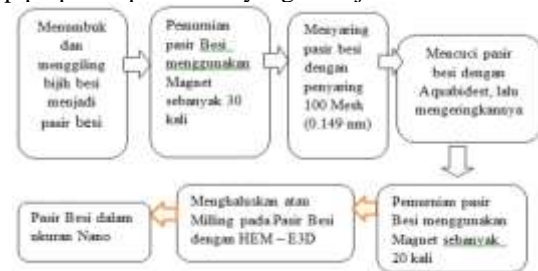 Menumbuk
dan
menggiling
bijih besi
menjadi
pasir besi
Pemurnian
pasir Besi
menggunakan
Magnet
sebanyak 30
kali
Menyaring
pasir besi
dengan
penyaring
100 Mesh
(0.149 nm)
Mencuci pasir
besi dengan
Aquabidest, lalu
mengeringkannya
Pemurnian pasir
Besi menggunakan
Magnet sebanyak
20 kali
Menghaluskan atau
Milling pada Pasir Besi
dengan HEM – E3D
Pasir Besi dalam
ukuran Nano